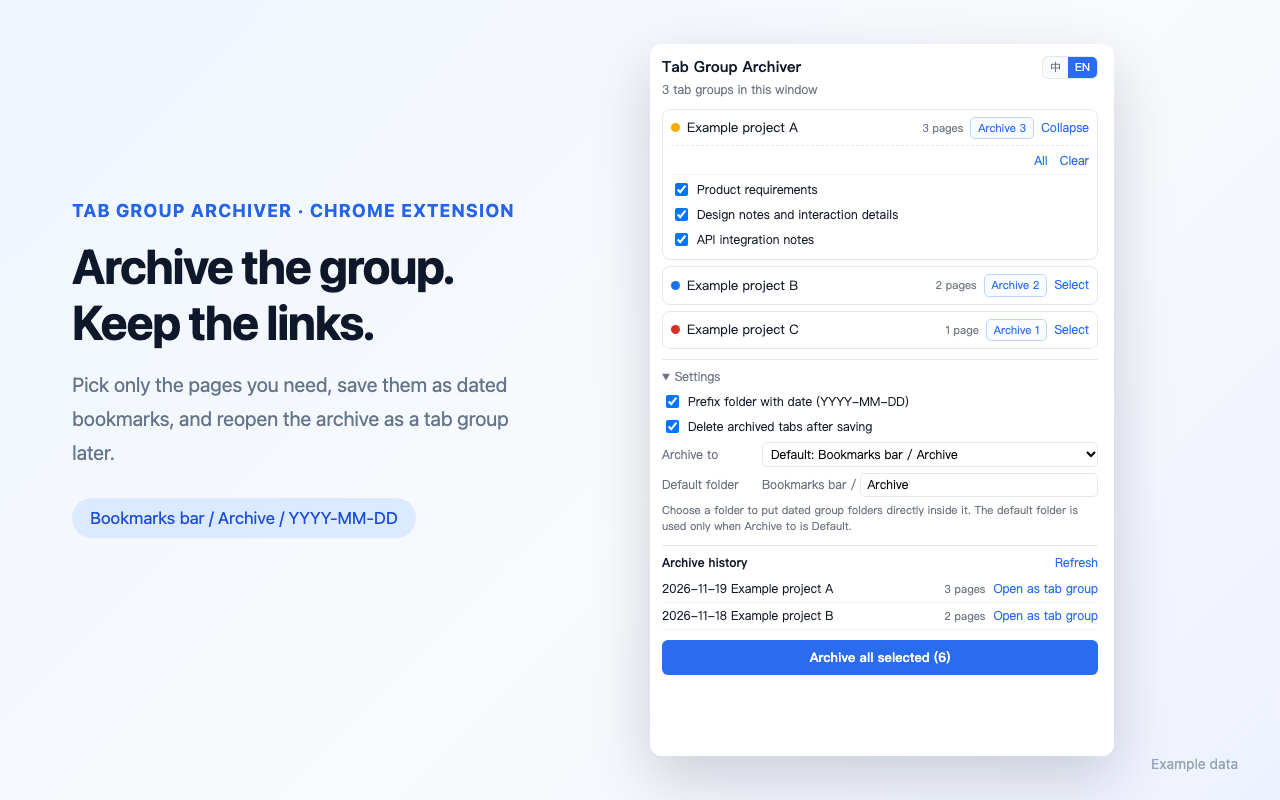 TAB GROUP ARCHIVER · CHROME EXTENSION
Archive the group.
Keep the links.
Pick only the pages you need, save them as dated
bookmarks, and reopen the archive as a tab group
later.
Bookmarks bar / Archive / YYYY-MM-DD
Tab Group Archiver
中 EN
3 tab groups in this window
Example project A 3 pages Archive 3 Collapse
All Clear
Product requirements
Design notes and interaction details
API integration notes
Example project B 2 pages Archive 2 Select
Example project C 1 page Archive 1 Select
▼ Settings
Prefix folder with date (YYYY-MM-DD)
Delete archived tabs after saving
Archive to Default: Bookmarks bar / Archive
Default folder Bookmarks bar / Archive
Choose a folder to put dated group folders directly inside it. The default folder is
used only when Archive to is Default.
Archive history Refresh
2026-11-19 Example project A 3 pages Open as tab group
2026-11-18 Example project B 2 pages Open as tab group
Archive all selected (6)
Example data